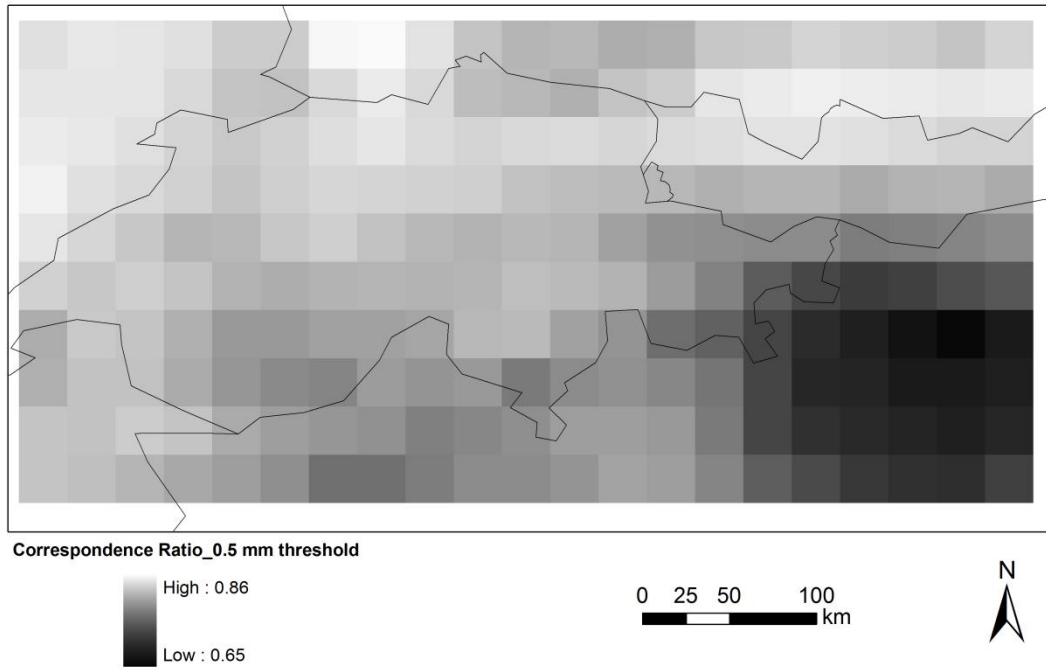 Correspondence Ratio_0.5 mm threshold
High : 0.86
Low : 0.65
0 25 50 100
km
N